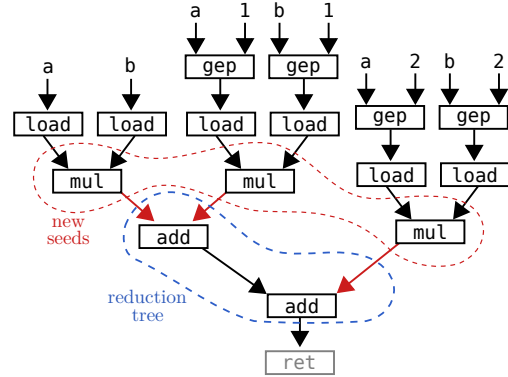 a 1 b 1
a b gep gep a 2 b 2
load load load load gep gep
mul mul load load
new
seeds
add mul
reduction
tree
add
ret